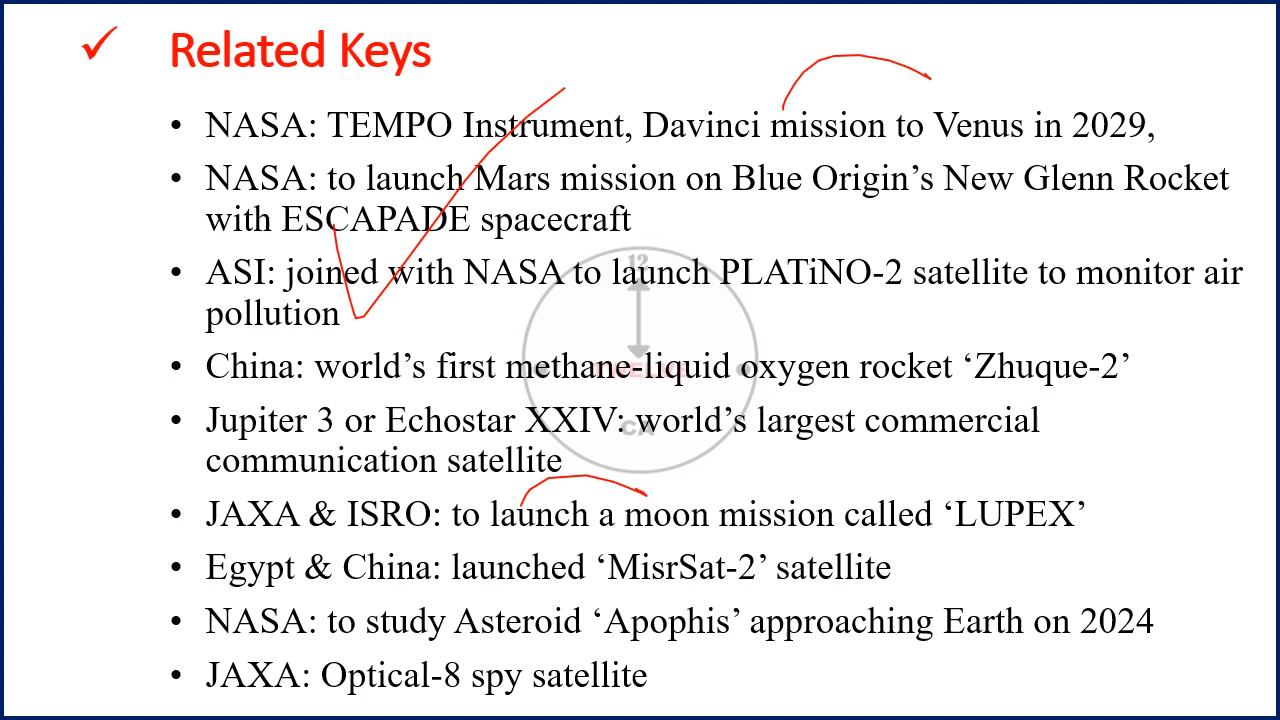 ✓ Related Keys
• NASA: TEMPO Instrument, Davinci mission to Venus in 2029,
• NASA: to launch Mars mission on Blue Origin’s New Glenn Rocket
with ESCAPADE spacecraft
• ASI: joined with NASA to launch PLATiNO-2 satellite to monitor air
pollution
• China: world’s first methane-liquid oxygen rocket ‘Zhuque-2’
• Jupiter 3 or Echostar XXIV: world’s largest commercial
communication satellite
• JAXA & ISRO: to launch a moon mission called ‘LUPEX’
• Egypt & China: launched ‘MisrSat-2’ satellite
• NASA: to study Asteroid ‘Apophis’ approaching Earth on 2024
• JAXA: Optical-8 spy satellite
12
CA